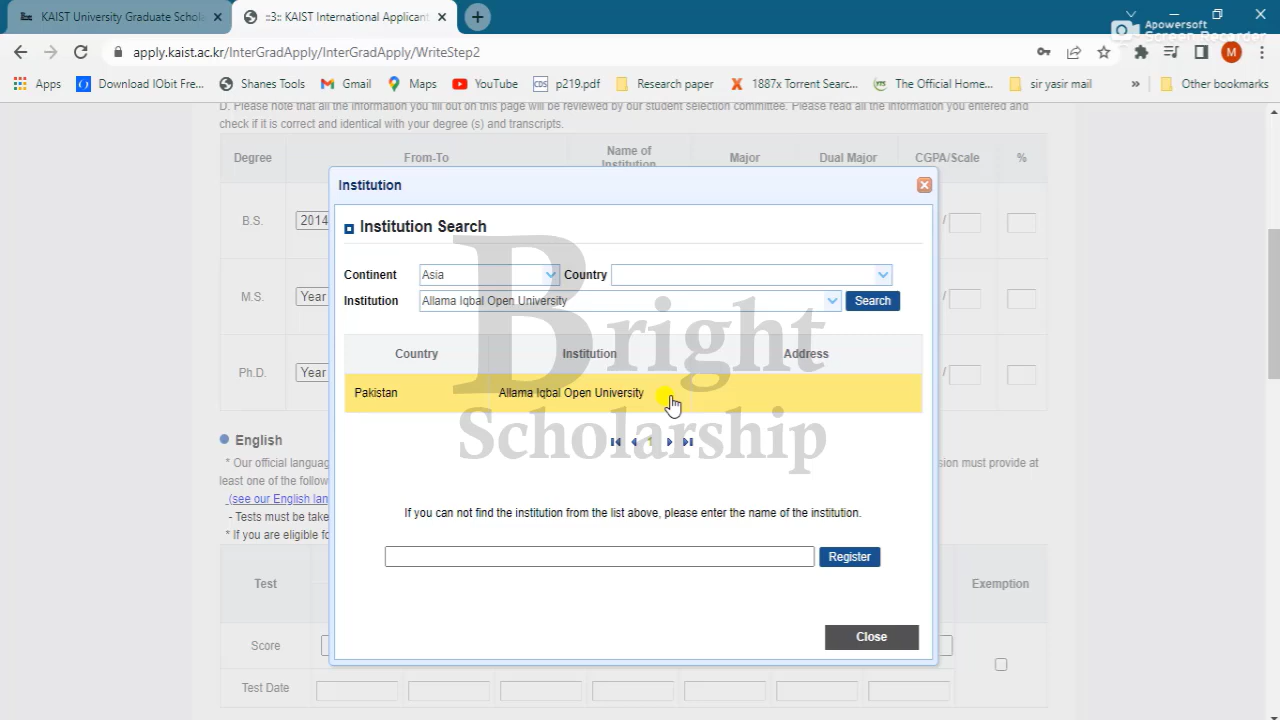 KAIST University Graduate Schola
::3:: KAIST International Applicant
Apowersoft
Screen Recorder
apply.kaist.ac.kr/InterGradApply/InterGradApply/WriteStep2
M
Apps
Download IObit Fre...
Shanes Tools
Gmail
Maps
YouTube
CDS
p219.pdf
Research paper
1887x Torrent Searc...
The Official Home...
sir yasir mail
»
Other bookmarks
D. Please note that all the information you fill out on this page will be reviewed by our student selection committee. Please read all the information you entered and
check if it is correct and identical with your degree (s) and transcripts.
Degree
From-To
Name of
Institution
Major
Dual Major
CGPA/Scale
%
Institution
Institution Search
B.S.
2014
/
Continent
Asia
Country
Institution
Allama Iqbal Open University
Search
M.S.
Year
/
Country
Institution
Address
Ph.D.
Year
/
Pakistan
Allama Iqbal Open University
1
Bright
Scholarship
English
* Our official languag
sion must provide at
least one of the follow
(see our English lan
- Tests must be take
* If you are eligible fo
If you can not find the institution from the list above, please enter the name of the institution.
Register
Test
Exemption
Close
Score
Test Date